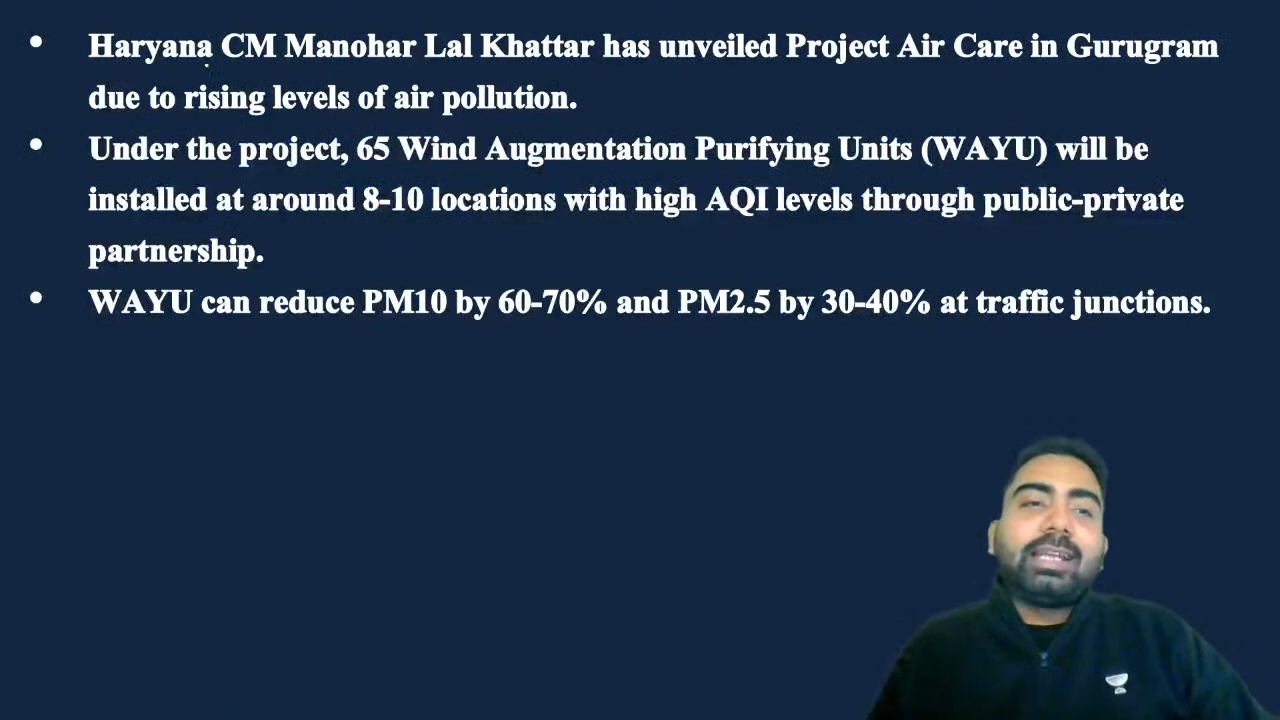 • Haryana CM Manohar Lal Khattar has unveiled Project Air Care in Gurugram
due to rising levels of air pollution.
• Under the project, 65 Wind Augmentation Purifying Units (WAYU) will be
installed at around 8-10 locations with high AQI levels through public-private
partnership.
• WAYU can reduce PM10 by 60-70% and PM2.5 by 30-40% at traffic junctions.